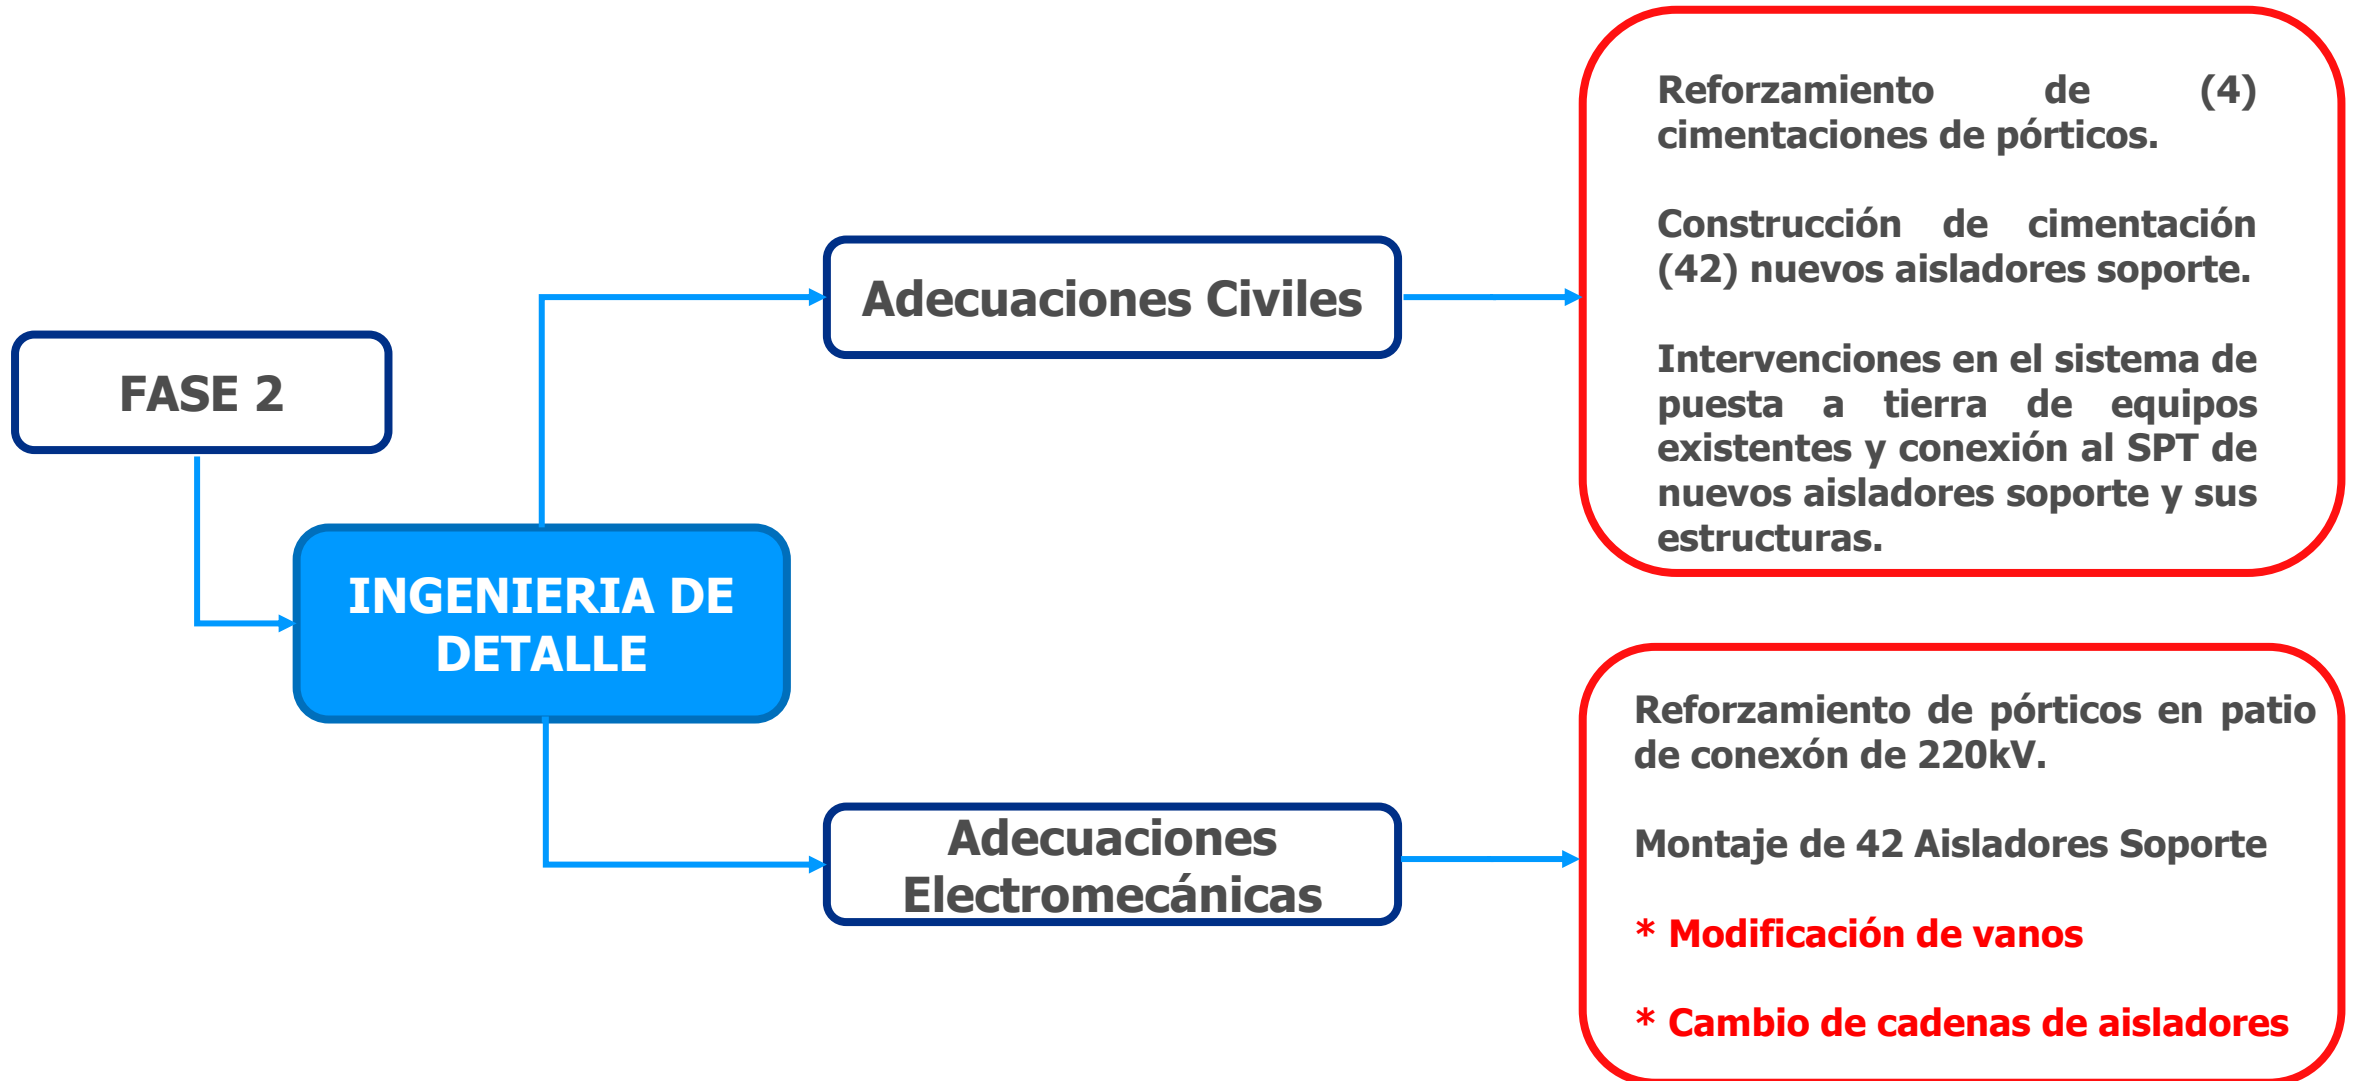 FASE 2
INGENIERIA DE
DETALLE
Adecuaciones Civiles
Reforzamiento de (4)
cimentaciones de pórticos.
Construcción de cimentación
(42) nuevos aisladores soporte.
Intervenciones en el sistema de
puesta a tierra de equipos
existentes y conexión al SPT de
nuevos aisladores soporte y sus
estructuras.
Adecuaciones
Electromecánicas
Reforzamiento de pórticos en patio
de conexón de 220kV.
Montaje de 42 Aisladores Soporte
* Modificación de vanos
* Cambio de cadenas de aisladores